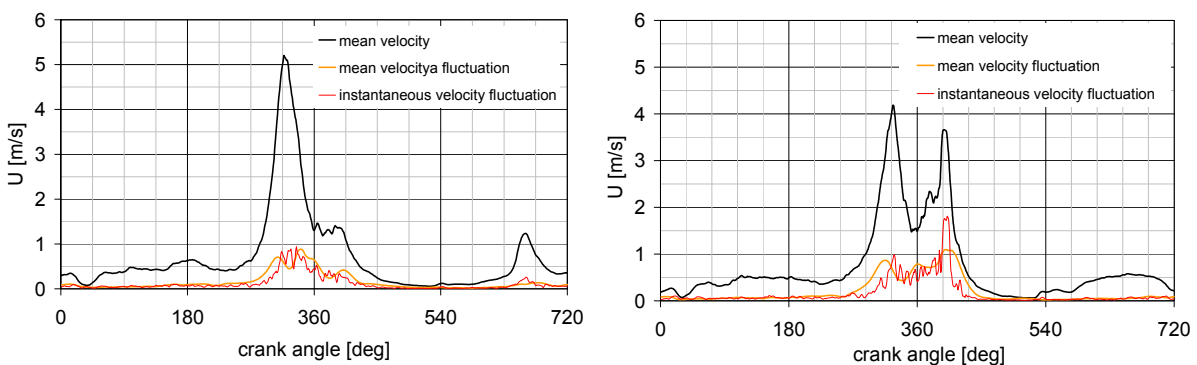 6
5
4
3
2
1
0
U [m/s]
mean velocity
mean velocitya fluctuation
instantaneous velocity fluctuation
0 180 360 540 720
crank angle [deg]
6
5
4
3
2
1
0
U [m/s]
mean velocity
mean velocity fluctuation
instantaneous velocity fluctuation
0 180 360 540 720
crank angle [deg]